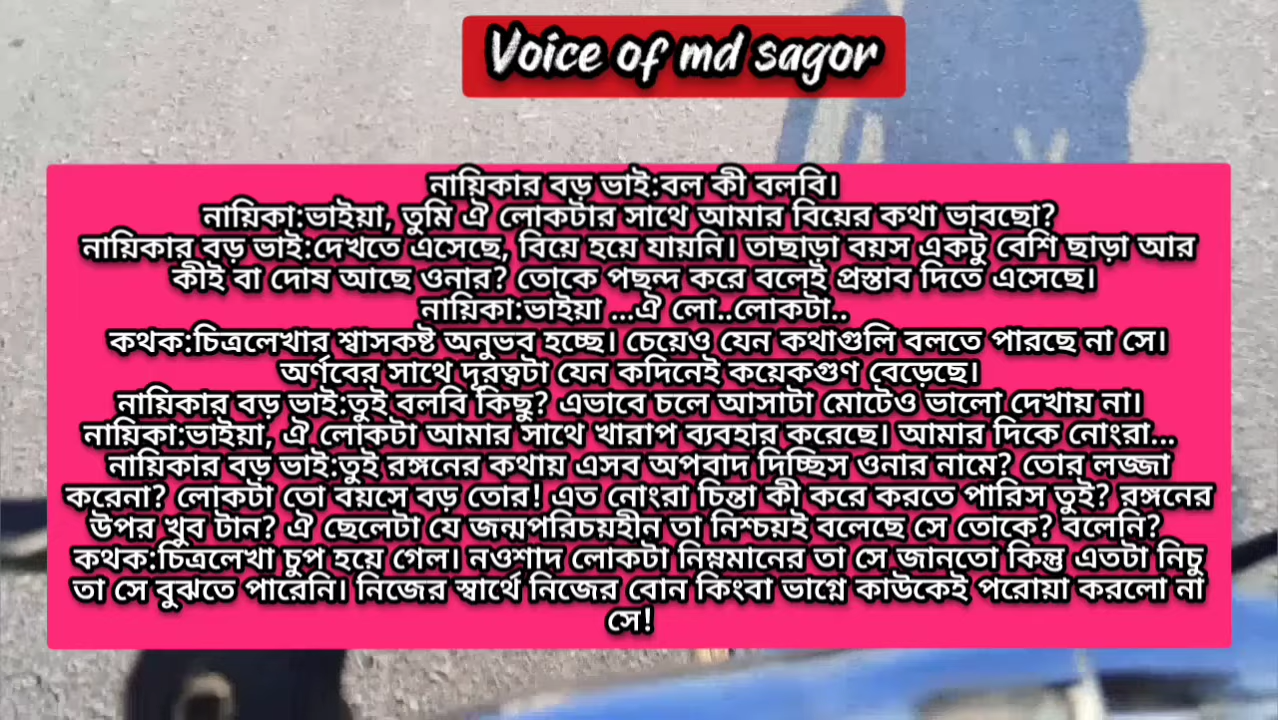 Voice of md sagor
নায়িকার বড় ভাই:বল কী বলবি।
নায়িকা:ভাইয়া, তুমি ঐ লোকটার সাথে আমার বিয়ের কথা ভাবছো?
নায়িকার বড় ভাই:দেখতে এসেছে, বিয়ে হয়ে যায়নি। তাছাড়া বয়স একটু বেশি ছাড়া আর
কীই বা দোষ আছে ওনার? তোকে পছন্দ করে বলেই প্রস্তাব দিতে এসেছে।
নায়িকা:ভাইয়া ...ঐ লো..লোকটা..
কথক:চিত্রলেখার শ্বাসকষ্ট অনুভব হচ্ছে। চেয়েও যেন কথাগুলি বলতে পারছে না সে।
অর্ণবের সাথে দূরত্বটা যেন কদিনেই কয়েকগুণ বেড়েছে।
নায়িকার বড় ভাই:তুই বলবি কিছু? এভাবে চলে আসাটা মোটেও ভালো দেখায় না।
নায়িকা:ভাইয়া, ঐ লোকটা আমার সাথে খারাপ ব্যবহার করেছে। আমার দিকে নোংরা...
নায়িকার বড় ভাই:তুই রঙ্গনের কথায় এসব অপবাদ দিচ্ছিস ওনার নামে? তোর লজ্জা
করেনা? লোকটা তো বয়সে বড় তোর! এত নোংরা চিন্তা কী করে করতে পারিস তুই? রঙ্গনের
উপর খুব টান? ঐ ছেলেটা যে জন্মপরিচয়হীন তা নিশ্চয়ই বলেছে সে তোকে? বলেনি?
কথক:চিত্রলেখা চুপ হয়ে গেল। নওশাদ লোকটা নিম্নমানের তা সে জানতো কিন্তু এতটা নিচু
তা সে বুঝতে পারেনি। নিজের স্বার্থে নিজের বোন কিংবা ভাগ্নে কাউকেই পরোয়া করলো না
সে!